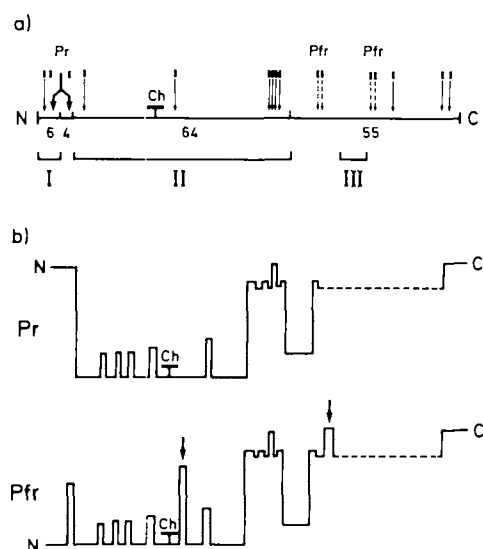 a)
Pr Pfr Pfr
Ch
N C
6 4 64 55
I II III
b)
N C
Pr
Ch
C
Pfr
Ch
N